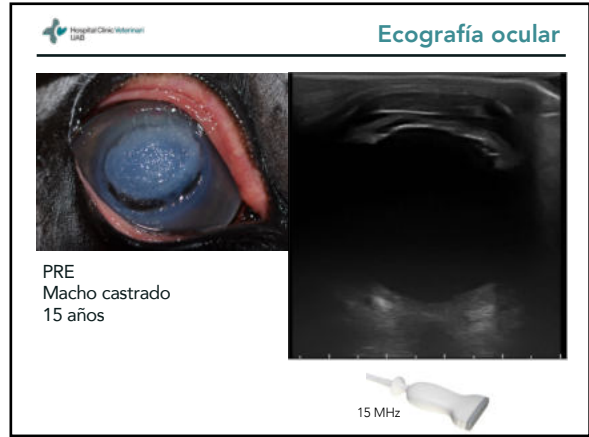 Hospital Clínic Veterinari
UAB
Ecografía ocular
PRE
Macho castrado
15 años
15 MHz